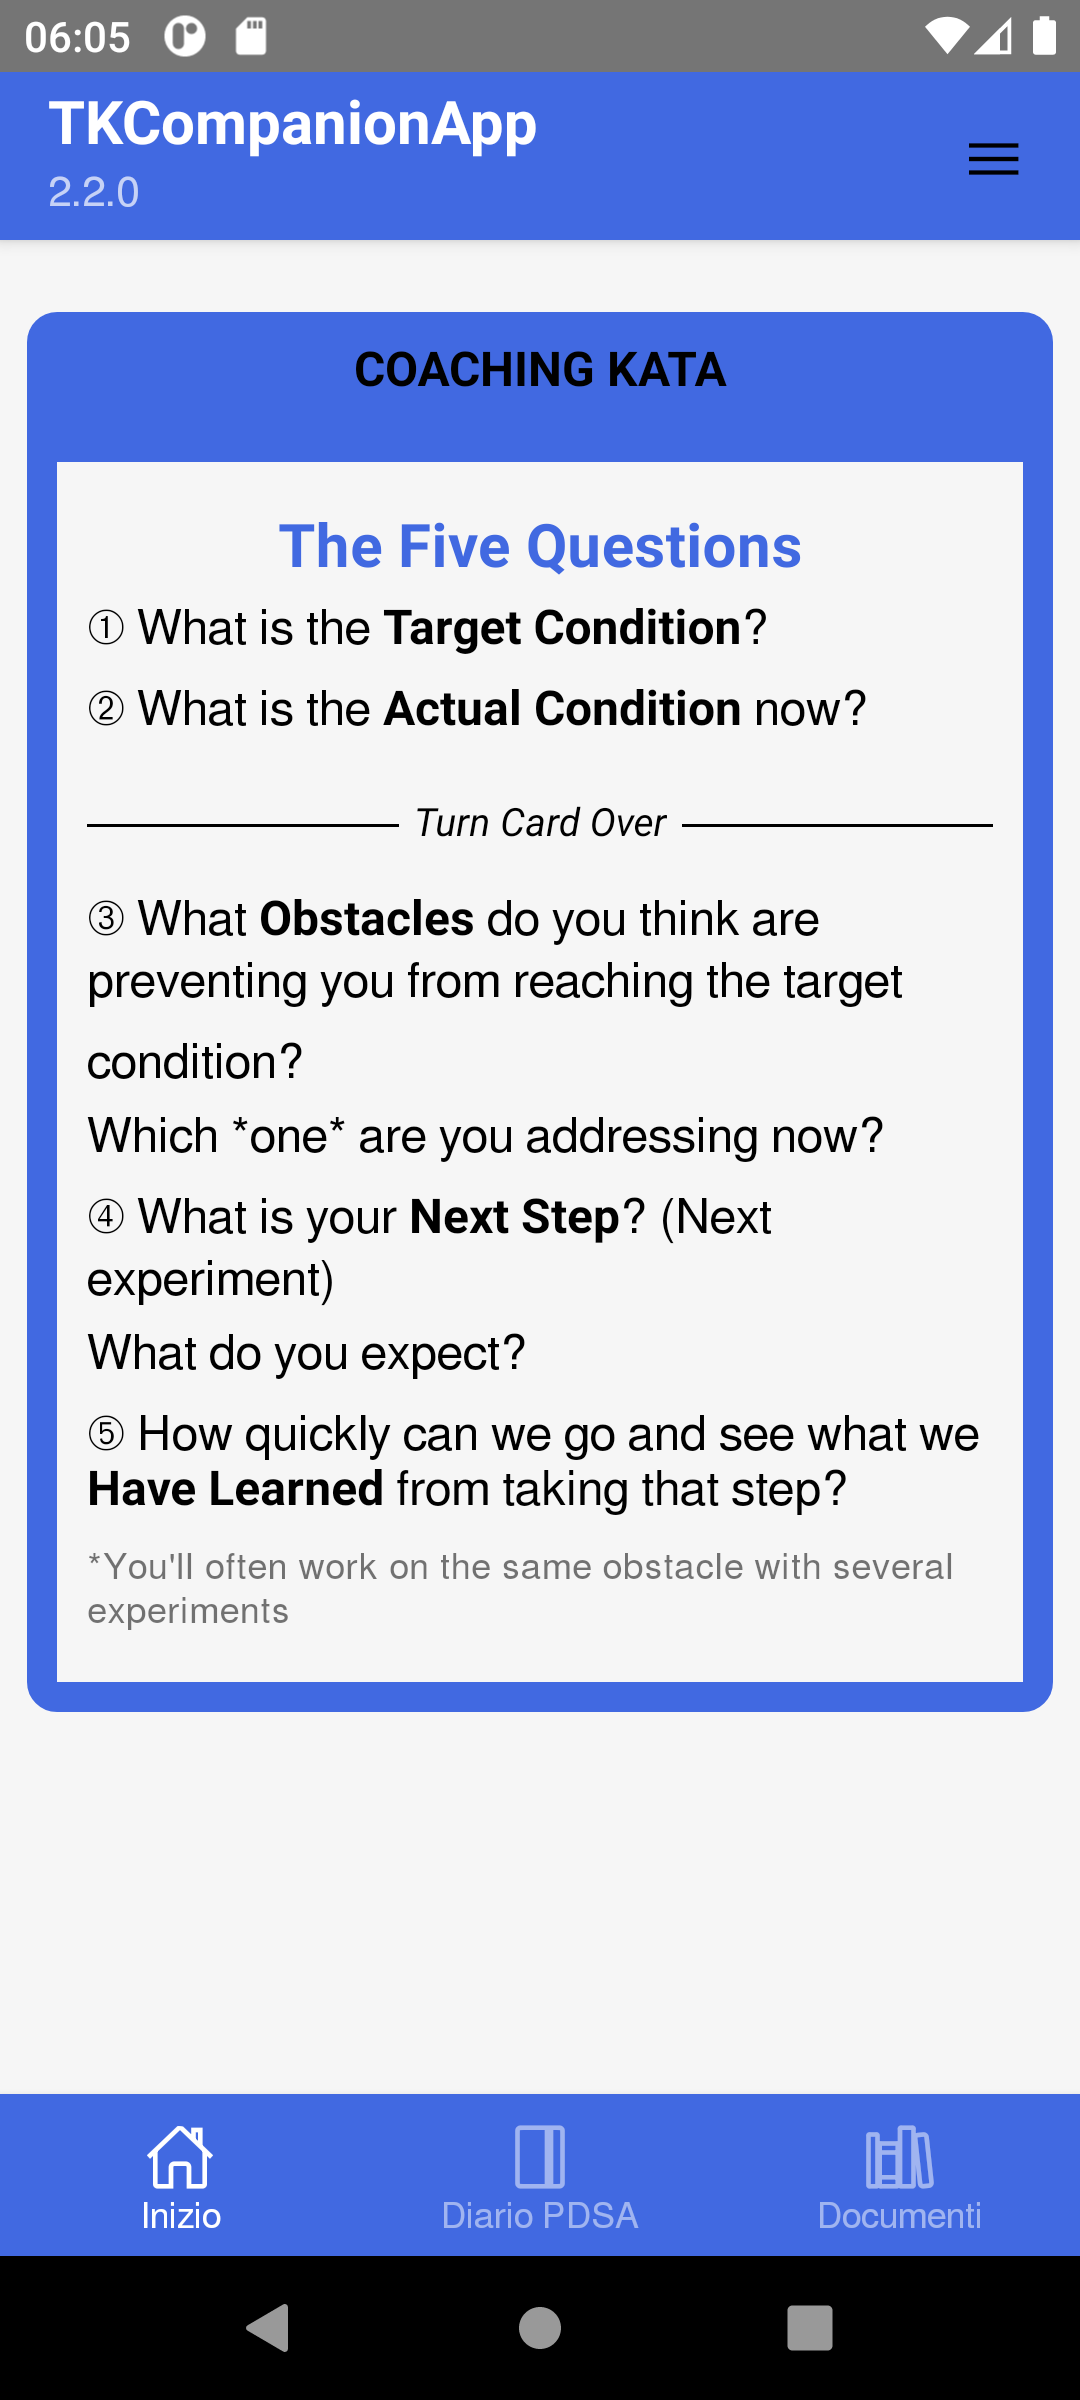 06:05
TKCompanionApp
2.2.0
COACHING KATA
The Five Questions
① What is the Target Condition?
② What is the Actual Condition now?
Turn Card Over
③ What Obstacles do you think are
preventing you from reaching the target
condition?
Which *one* are you addressing now?
④ What is your Next Step? (Next
experiment)
What do you expect?
⑤ How quickly can we go and see what we
Have Learned from taking that step?
*You'll often work on the same obstacle with several
experiments
Inizio
Diario PDSA
Documenti